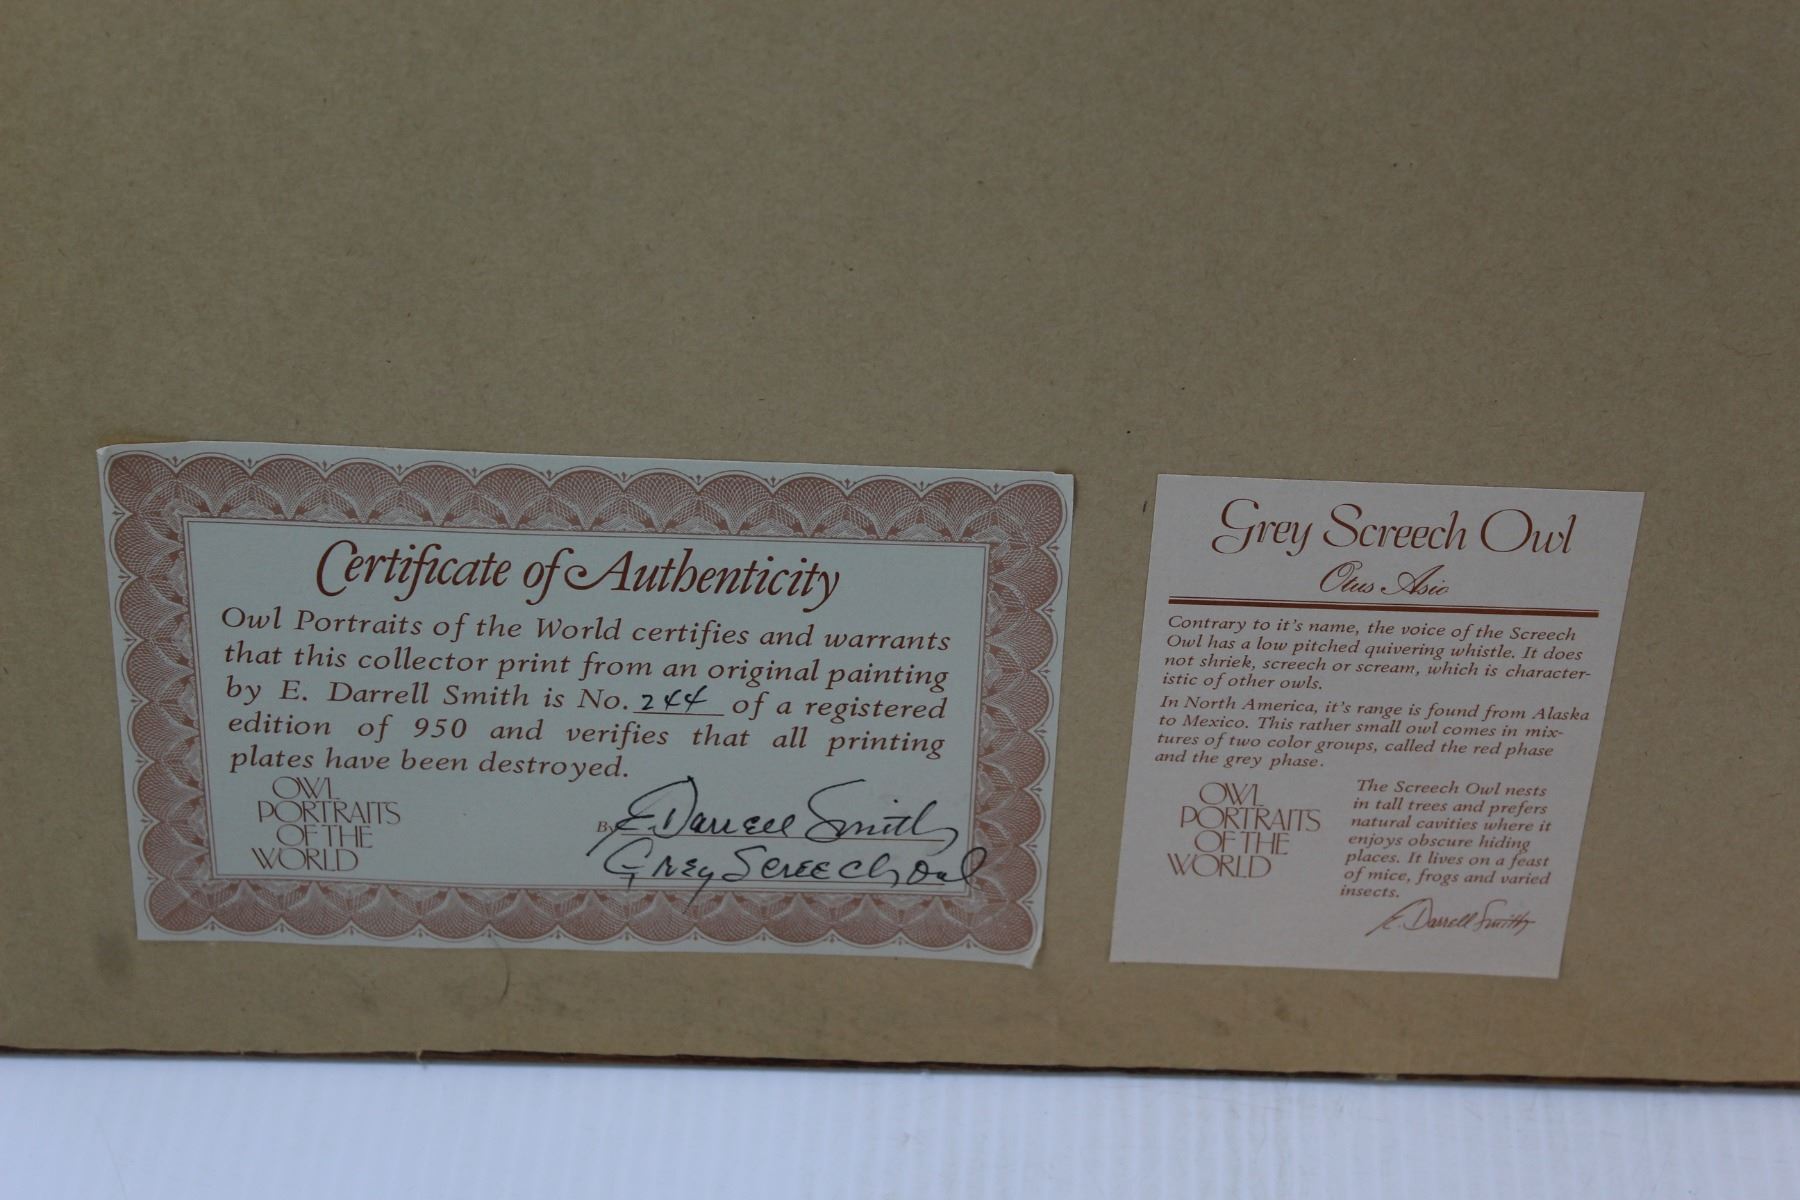 Certificate of Authenticity
Owl Portraits of the World certifies and warrants
that this collector print from an original painting
by E. Darrell Smith is No. 244 of a registered
edition of 950 and verifies that all printing
plates have been destroyed.
OWL
PORTRAITS
OF THE
WORLD
By E. Darrell Smith
Grey Screech Owl
Grey Screech Owl
Otus Asio
Contrary to it's name, the voice of the Screech
Owl has a low pitched quivering whistle. It does
not shriek, screech or scream, which is character-
istic of other owls.
In North America, it's range is found from Alaska
to Mexico. This rather small owl comes in mix-
tures of two color groups, called the red phase
and the grey phase.
OWL
PORTRAITS
OF THE
WORLD
The Screech Owl nests
in tall trees and prefers
natural cavities where it
enjoys obscure hiding
places. It lives on a feast
of mice, frogs and varied
insects.
E. Darrell Smith